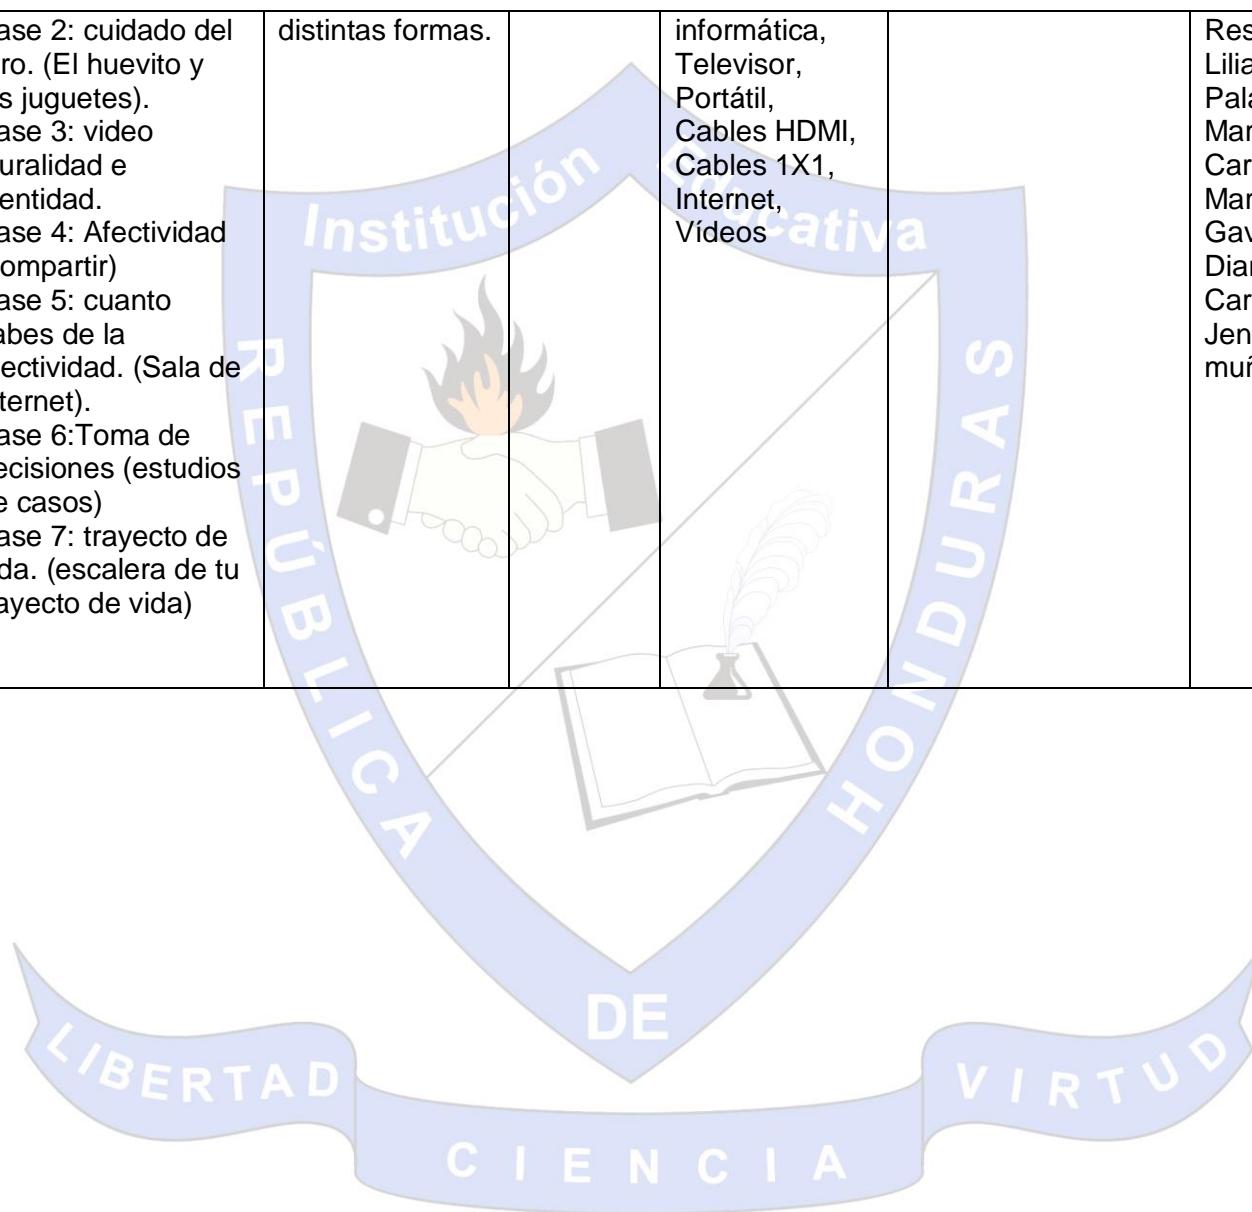 ase 2: cuidado del
ro. (El huevito y
s juguetes).
ase 3: video
uralidad e
entidad.
ase 4: Afectividad
ompartir)
ase 5: cuanto
abes de la
ectividad. (Sala de
ternet).
ase 6:Toma de
ecisiones (estudios
e casos)
ase 7: trayecto de
da. (escalera de tu
ayecto de vida)
distintas formas.
informática,
Televisor,
Portátil,
Cables HDMI,
Cables 1X1,
Internet,
Vídeos
Res
Lilia
Pala
Mar
Car
Mar
Gav
Diar
Car
Jen
muñ
Institución Educativa
REPÚBLICA
DE
HONDURAS
LIBERTAD
CIENCIA
VIRTUD